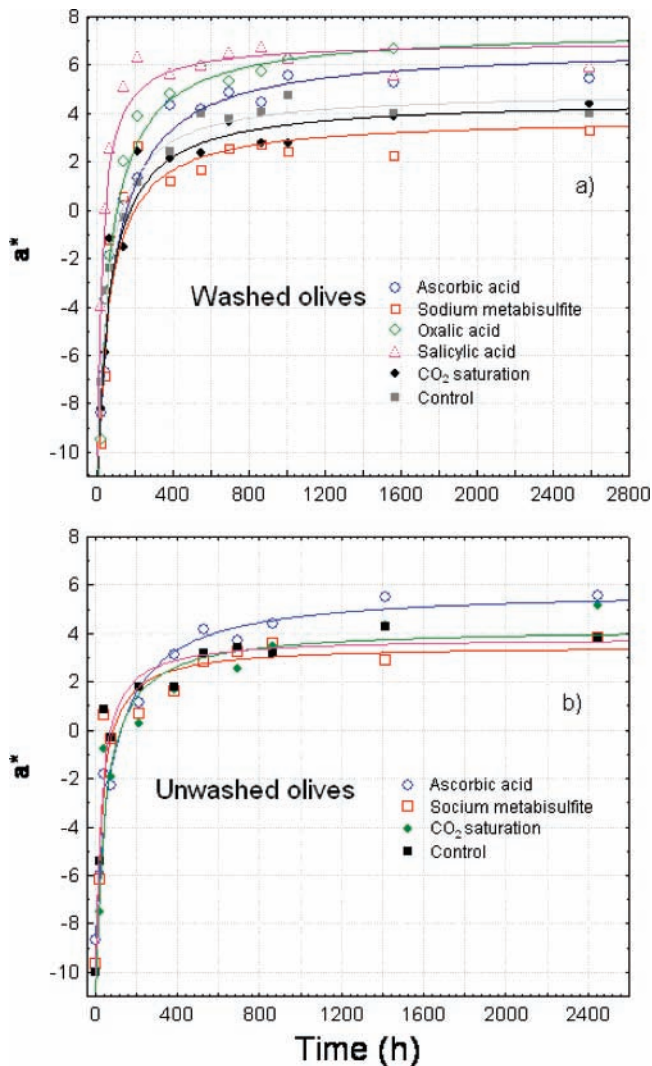 8
6
4
2
0
-2
-4
-6
-8
-10
a*
a)
Washed olives
Ascorbic acid
Sodium metabisulfite
Oxalic acid
Salicylic acid
CO₂ saturation
Control
0 400 800 1200 1600 2000 2400 2800
8
6
4
2
0
-2
-4
-6
-8
-10
a*
b)
Unwashed olives
Ascorbic acid
Socium metabisulfite
CO₂ saturation
Control
0 400 800 1200 1600 2000 2400
Time (h)